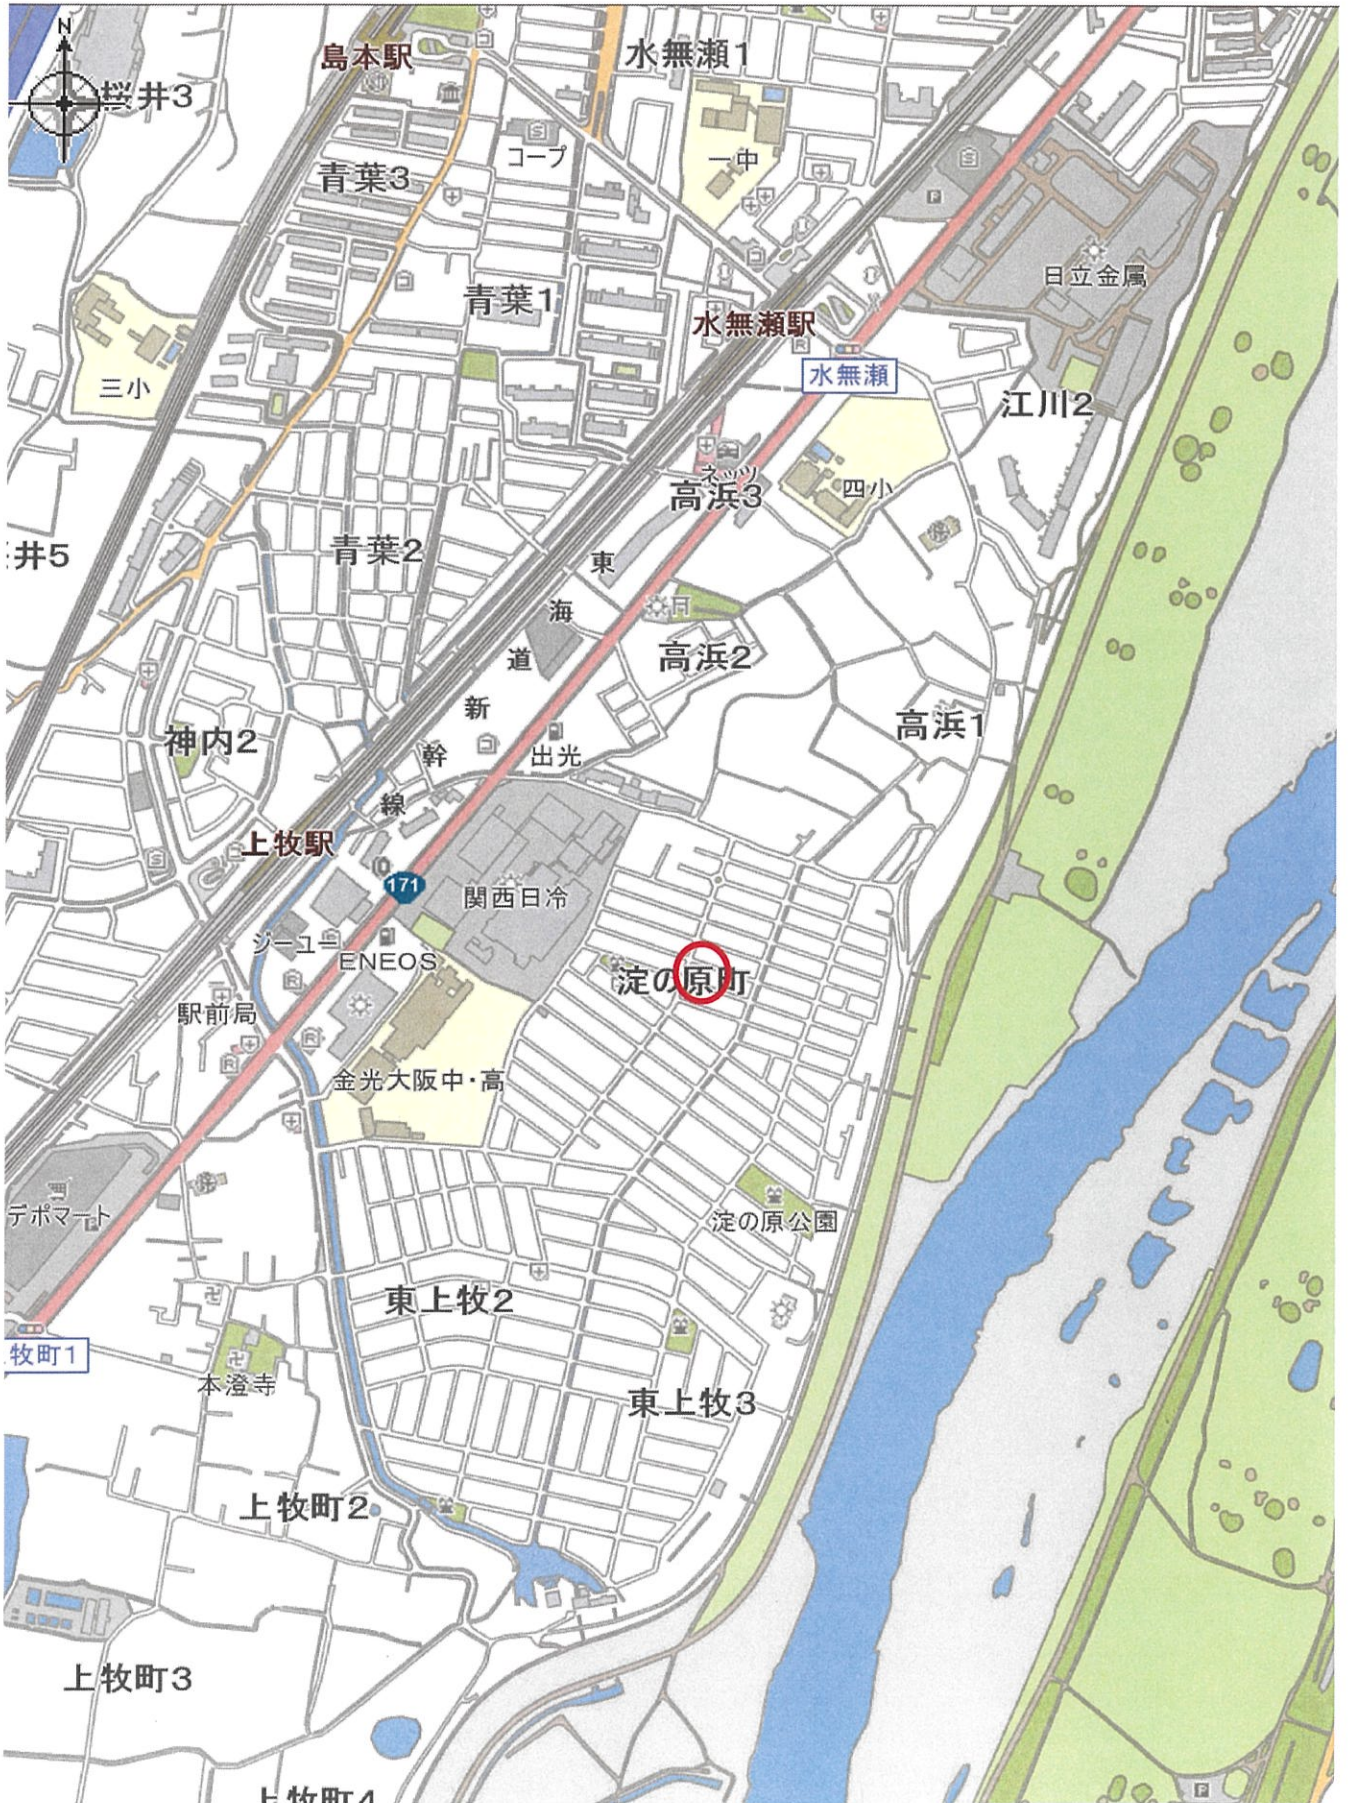 N
島本駅
水無瀬1
桜井3
コープ
一中
青葉3
日立金属
青葉1
水無瀬駅
水無瀬
三小
江川2
ネッツ
高浜3
四小
井5
青葉2
東海道新幹線
高浜2
高浜1
神内2
出光
上牧駅
171
関西日冷
ジーユー
ENEOS
淀の原町
駅前局
金光大阪中・高
デポマート
P
淀の原公園
東上牧2
牧町1
本澄寺
東上牧3
上牧町2
上牧町3
上牧町4
P